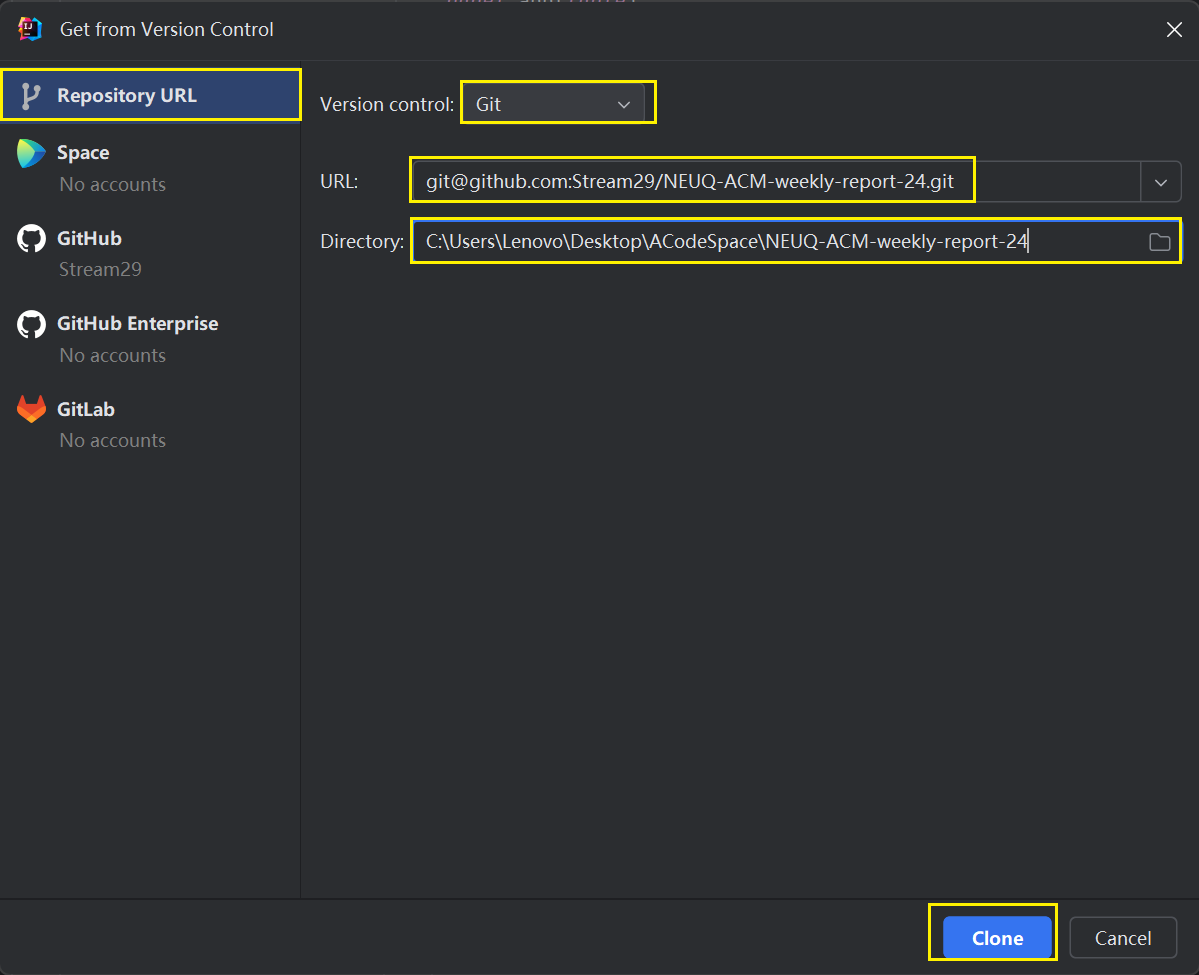 Get from Version Control
Repository URL
Space
No accounts
GitHub
Stream29
GitHub Enterprise
No accounts
GitLab
No accounts
Version control: Git
URL: git@github.com:Stream29/NEUQ-ACM-weekly-report-24.git
Directory: C:\Users\Lenovo\Desktop\ACodeSpace\NEUQ-ACM-weekly-report-24
Clone
Cancel